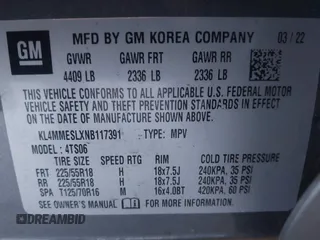 GM
MFD BY GM KOREA COMPANY 03/22
GVWR GAWR FRT GAWR RR
4409 LB 2336 LB 2336 LB
THIS VEHICLE CONFORMS TO ALL APPLICABLE
U.S. FEDERAL MOTOR
VEHICLE SAFETY AND THEFT PREVENTION STANDARDS IN EFFECT
ON THE DATE OF MANUFACTURE SHOWN ABOVE.
KL4MMESLXNB117391 TYPE: MPV
MODEL: 4TS06
TIRE SIZE SPEED RTG RIM COLD TIRE PRESSURE
FRT 225/55R18 H 18x7.5J 240KPA, 35 PSI
RR 225/55R18 H 18x7.5J 240KPA, 35 PSI
SPA T125/70R16 M 16x4.0BT 420KPA, 60 PSI
SEE OWNER'S MANUAL FOR MORE INFORMATION.
DREAMBID